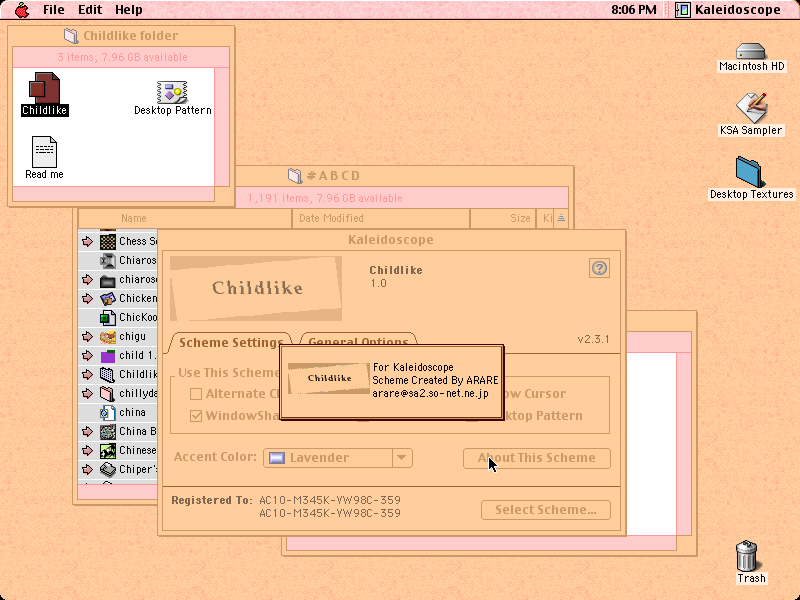 File Edit Help
8:06 PM
Kaleidoscope
Childlike folder
3 items, 7.96 GB available
Childlike
Desktop Pattern
Read me
Macintosh HD
KSA Sampler
Desktop Textures
Trash
#ABCD
1,191 items, 7.96 GB available
Name
Date Modified
Size
Ki
Chess S
Chiaros
chiaros
Chicken
ChicKoo
chigu
child 1.
Childlik
chillyda
china
China B
Chinese
Chiper's
Kaleidoscope
Childlike
Childlike
1.0
v2.3.1
Scheme Settings
General Options
Use This Scheme
Alternate C
ow Cursor
WindowSha
ktop Pattern
Childlike
For Kaleidoscope
Scheme Created By ARARE
arare@sa2.so-net.ne.jp
Accent Color:
Lavender
About This Scheme
Registered To:
AC10-M345K-VW98C-359
AC10-M345K-VW98C-359
Select Scheme...